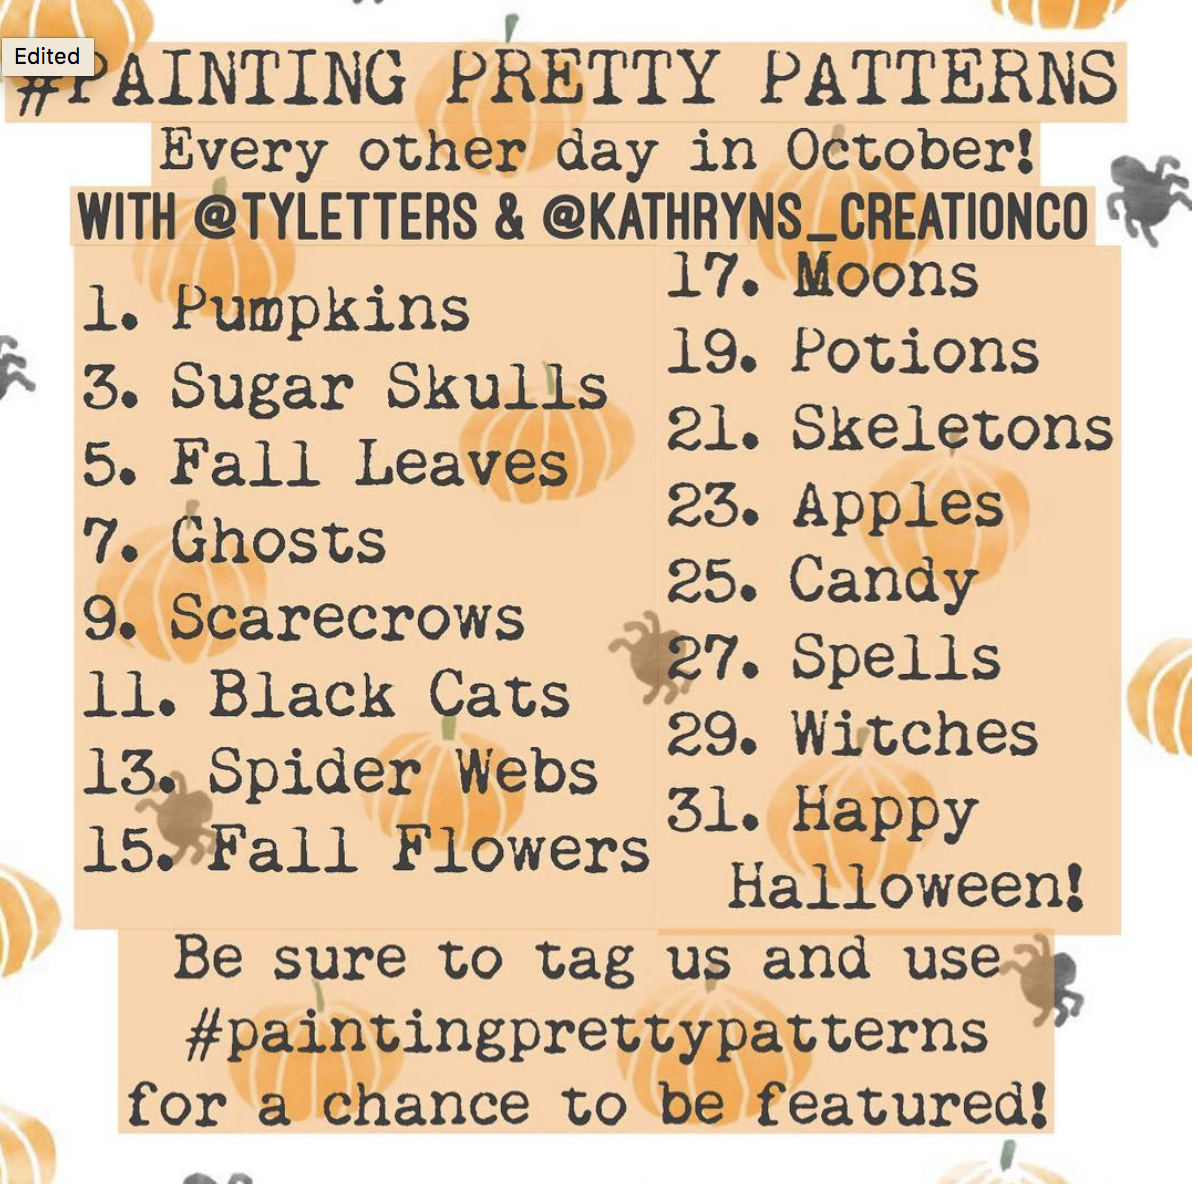 Edited
#PAINTING PRETTY PATTERNS
Every other day in October!
WITH @TYLETTERS & @KATHRYNS_CREATIONCO
1. Pumpkins
3. Sugar Skulls
5. Fall Leaves
7. Ghosts
9. Scarecrows
11. Black Cats
13. Spider Webs
15. Fall Flowers
17. Moons
19. Potions
21. Skeletons
23. Apples
25. Candy
27. Spells
29. Witches
31. Happy
Halloween!
Be sure to tag us and use
#paintingprettypatterns
for a chance to be featured!